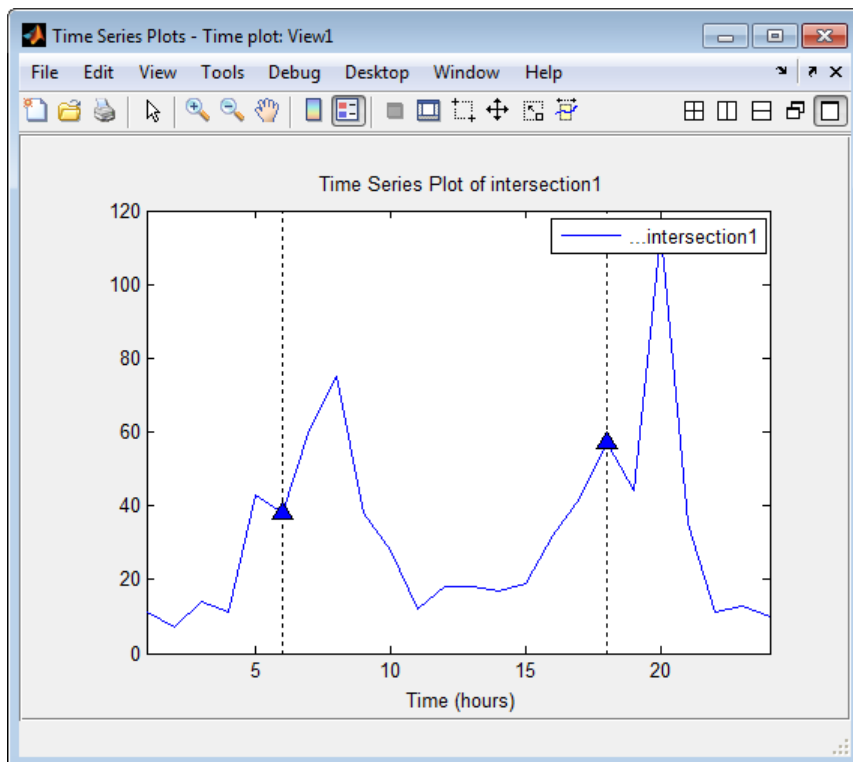 Time Series Plots - Time plot: View1
File Edit View Tools Debug Desktop Window Help
Time Series Plot of intersection1
...intersection1
120
100
80
60
40
20
0
5 10 15 20
Time (hours)